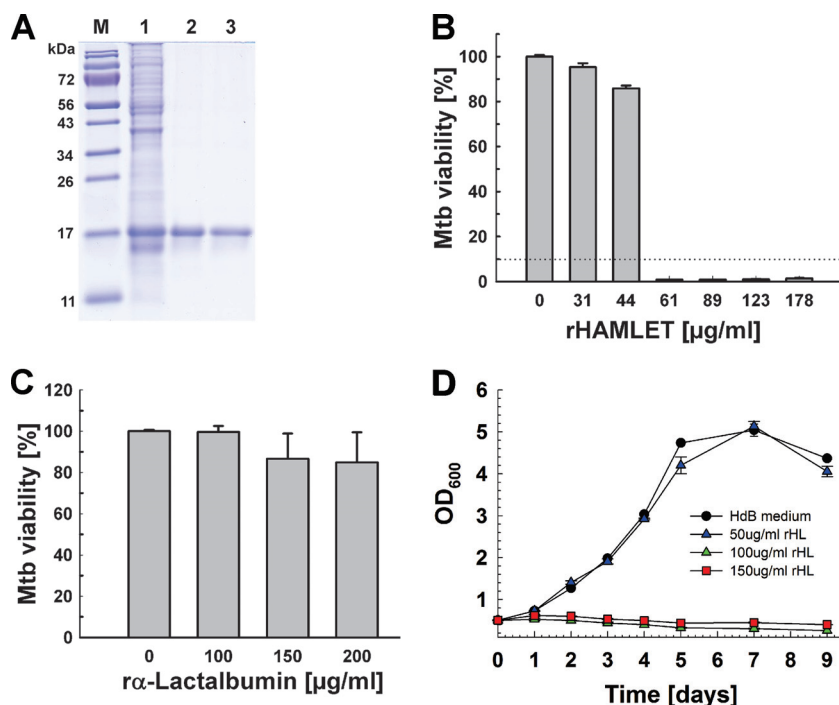 A
M 1 2 3
kDa
72
56
43
34
26
17
11
B
Mtb viability [%]
100
80
60
40
20
0
0 31 44 61 89 123 178
rHAMLET [µg/ml]
C
Mtb viability [%]
120
100
80
60
40
20
0
0 100 150 200
rα-Lactalbumin [µg/ml]
D
OD600
6
5
4
3
2
1
HdB medium
50ug/ml rHL
100ug/ml rHL
150ug/ml rHL
0 1 2 3 4 5 6 7 8 9
Time [days]